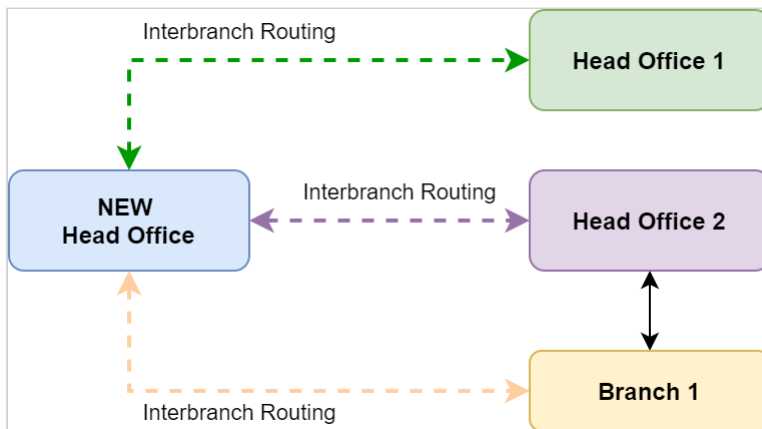 Interbranch Routing
Head Office 1
NEW
Head Office
Interbranch Routing
Head Office 2
Interbranch Routing
Branch 1